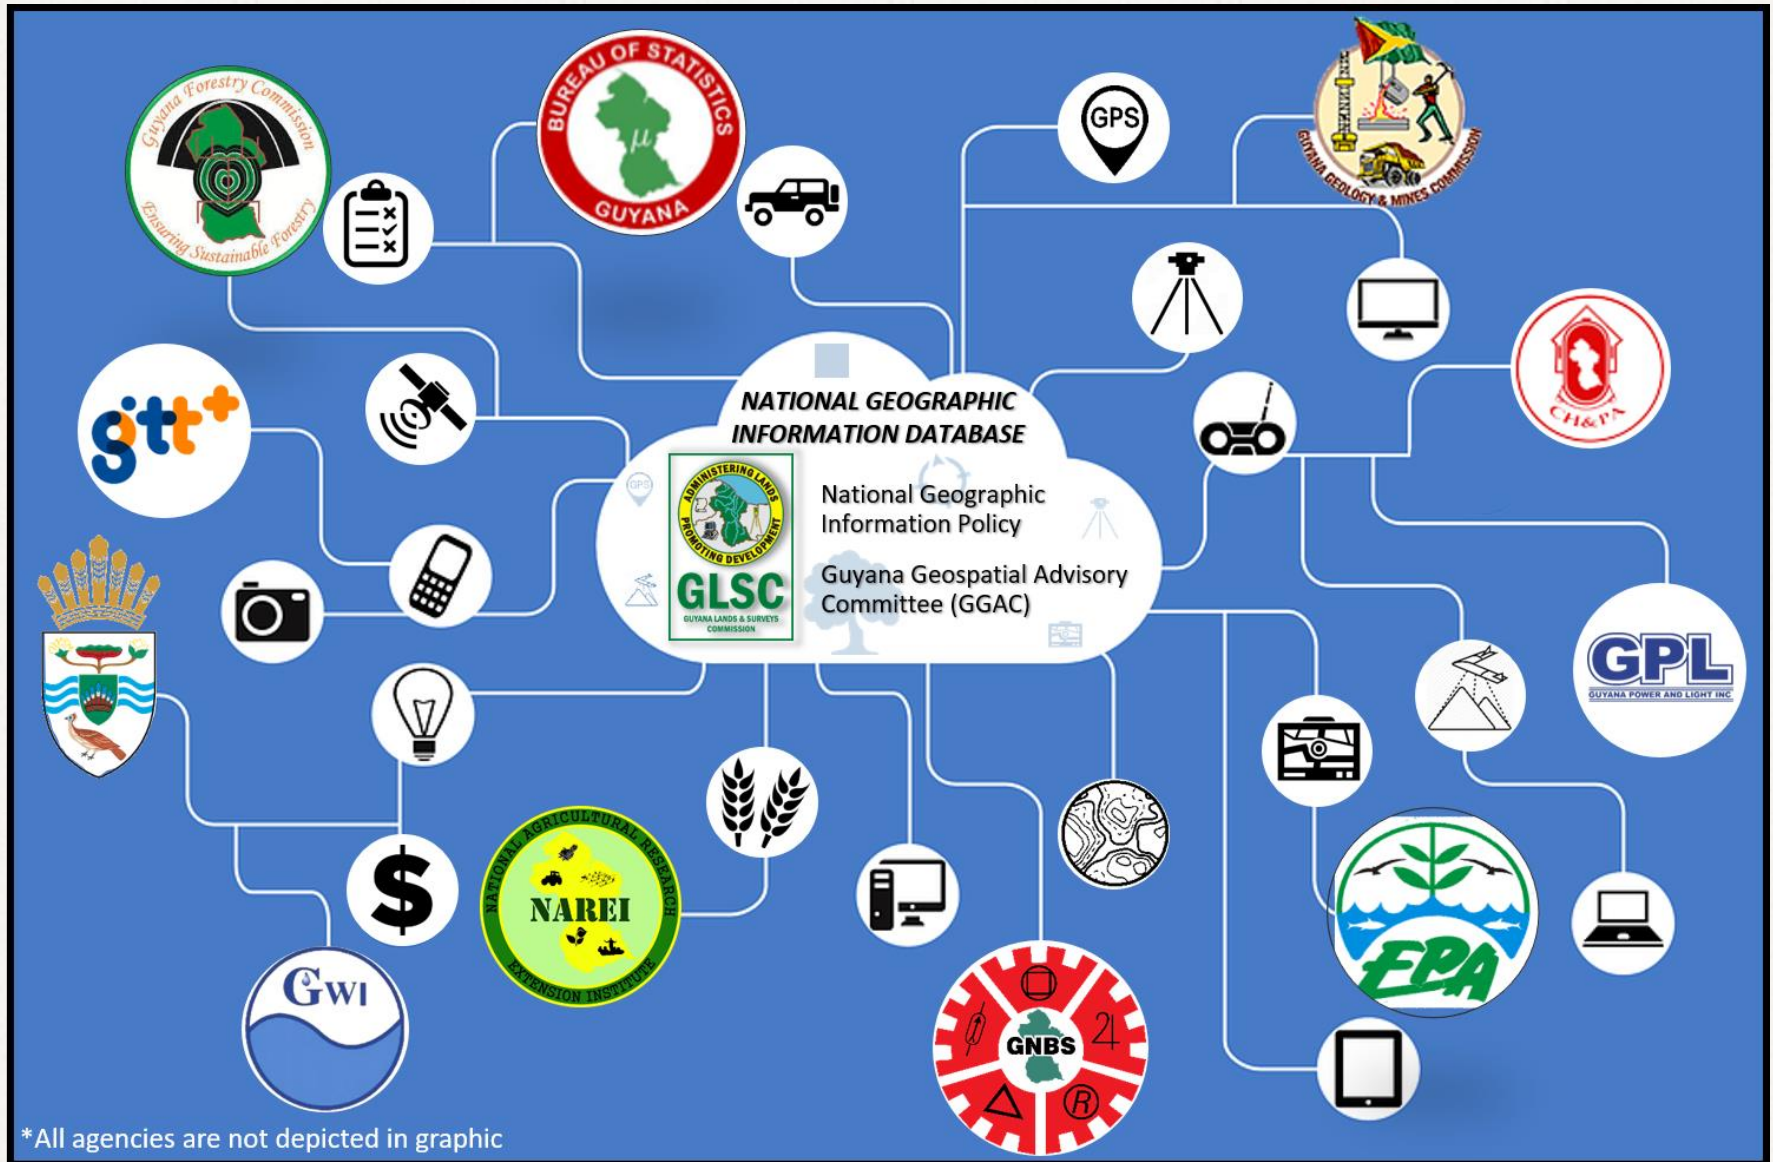 Guyana Forestry Commission
Ensuring Sustainable Forestry
BUREAU OF STATISTICS
μ
GUYANA
GPS
GUYANA GEOLOGY & MINES COMMISSION
gtt+
CH&PA
NATIONAL GEOGRAPHIC
INFORMATION DATABASE
GPS
ADMINISTERING LANDS
PROMOTING DEVELOPMENT
GLSC
GUYANA LANDS & SURVEYS
COMMISSION
National Geographic
Information Policy
Guyana Geospatial Advisory
Committee (GGAC)
GPL
GUYANA POWER AND LIGHT INC
$
NATIONAL AGRICULTURAL RESEARCH
NAREI
EXTENSION INSTITUTE
GWI
GNBS
R
EPA
*All agencies are not depicted in graphic